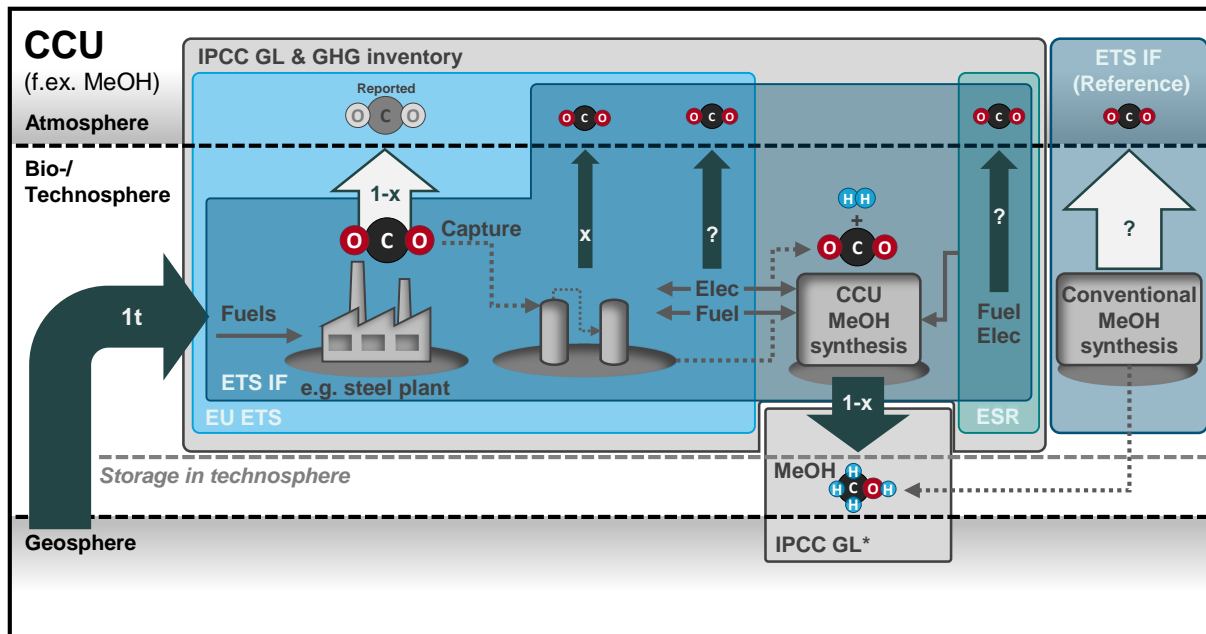 CCU
(f.ex. MeOH)
Atmosphere
Bio-/
Technosphere
IPCC GL & GHG inventory
Reported
O C O
O C O
O C O
O C O
ETS IF
(Reference)
O C O
1-x
O C O
Capture
x
?
H H
+
O C O
?
?
1t
Fuels
Elec
Fuel
CCU
MeOH
synthesis
Fuel
Elec
Conventional
MeOH
synthesis
ETS IF
e.g. steel plant
EU ETS
1-x
ESR
Storage in technosphere
MeOH
H
H C O H
H
Geosphere
IPCC GL*